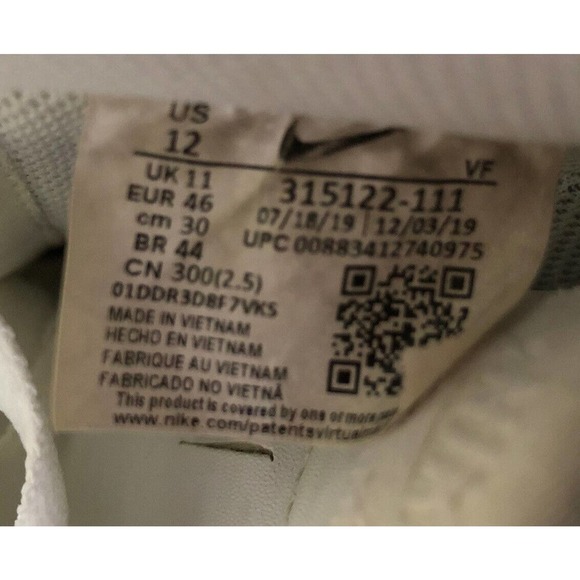 US
12
VF
UK 11
EUR 46
cm 30
BR 44
CN 300(2.5)
315122-111
07/18/19 | 12/03/19
UPC 00883412740975
01DDR3D8F7VKS
MADE IN VIETNAM
HECHO EN VIETNAM
FABRIQUE AU VIETNAM
FABRICADO NO VIETNÃ
This product is covered by one or more
www.nike.com/patentsvirtual